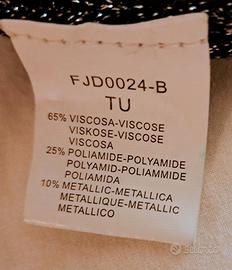 FJD0024-B
TU
65% VISCOSA-VISCOSE
VISKOSE-VISCOSE
VISCOSA
25% POLIAMIDE-POLYAMIDE
POLYAMID-POLIAMMIDE
POLIAMIDA
10% METALLIC-METALLICA
METALLIQUE-METALLIC
METALLICO
subito